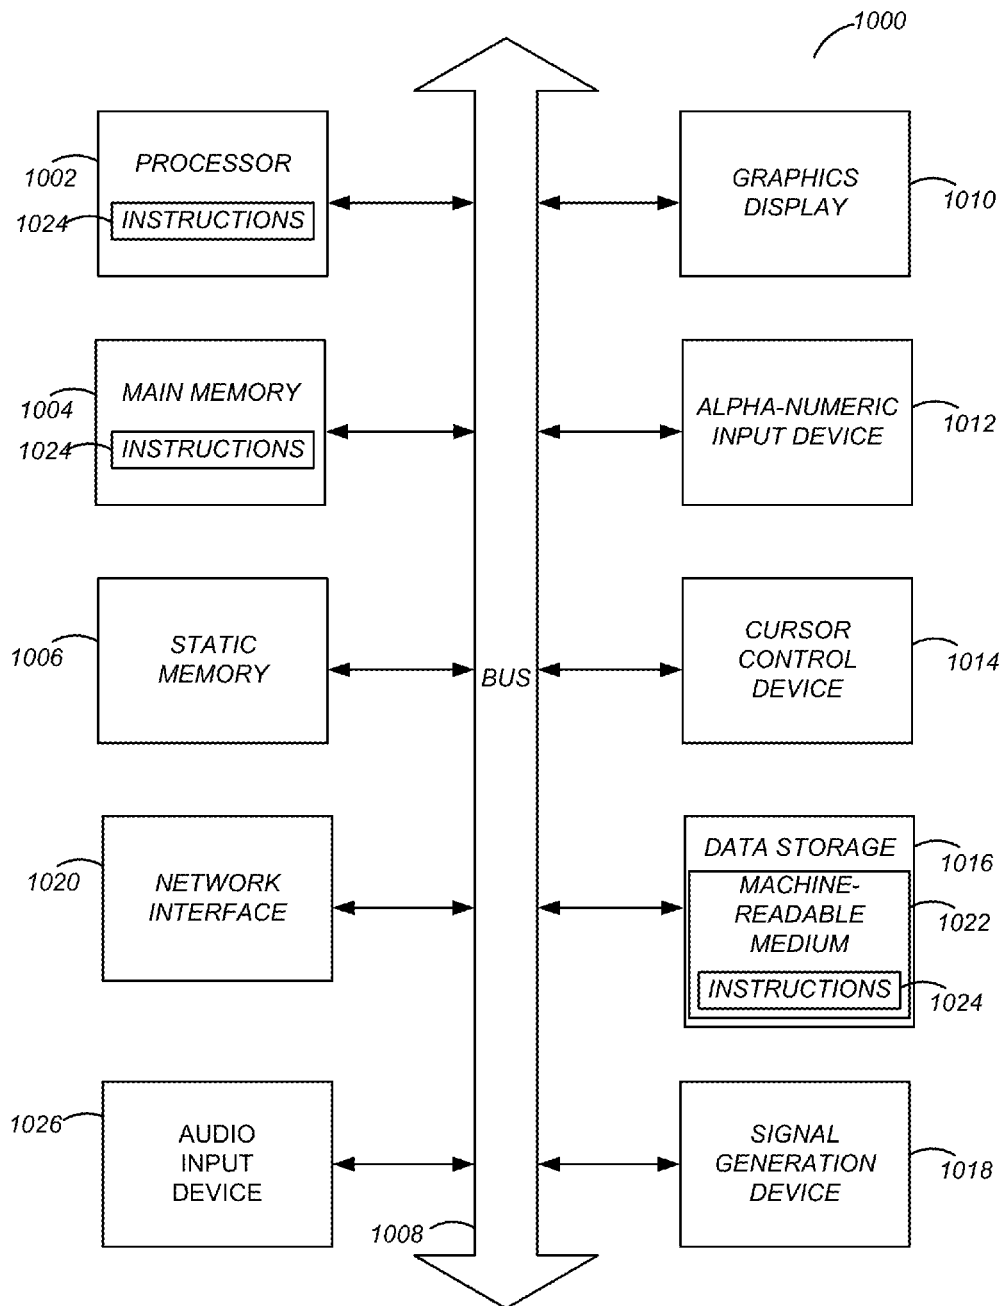 1000
PROCESSOR
1002
1024
INSTRUCTIONS
GRAPHICS
DISPLAY
1010
MAIN MEMORY
1004
1024
INSTRUCTIONS
ALPHA-NUMERIC
INPUT DEVICE
1012
STATIC
MEMORY
1006
BUS
CURSOR
CONTROL
DEVICE
1014
NETWORK
INTERFACE
1020
DATA STORAGE
1016
MACHINE-
READABLE
MEDIUM
1022
INSTRUCTIONS
1024
AUDIO
INPUT
DEVICE
1026
1008
SIGNAL
GENERATION
DEVICE
1018